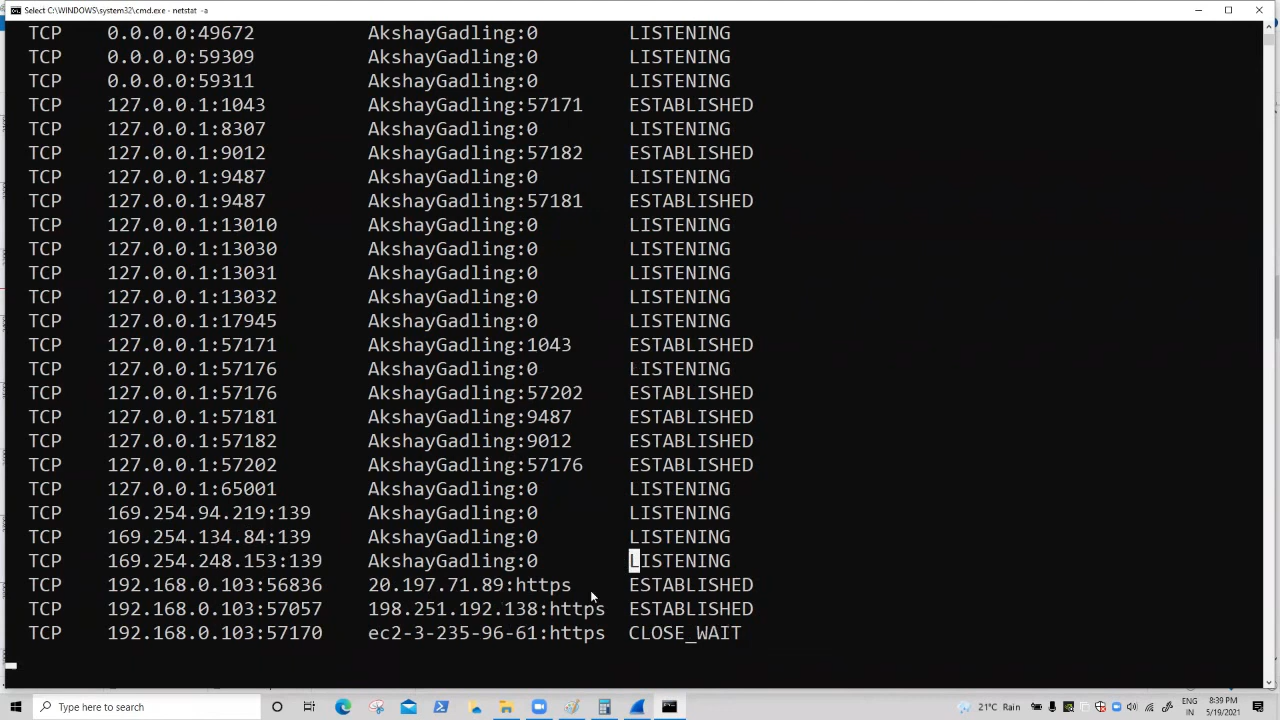 Select C:\WINDOWS\system32\cmd.exe - netstat -a
TCP 0.0.0.0:49672 AkshayGadling:0 LISTENING
TCP 0.0.0.0:59309 AkshayGadling:0 LISTENING
TCP 0.0.0.0:59311 AkshayGadling:0 LISTENING
TCP 127.0.0.1:1043 AkshayGadling:57171 ESTABLISHED
TCP 127.0.0.1:8307 AkshayGadling:0 LISTENING
TCP 127.0.0.1:9012 AkshayGadling:57182 ESTABLISHED
TCP 127.0.0.1:9487 AkshayGadling:0 LISTENING
TCP 127.0.0.1:9487 AkshayGadling:57181 ESTABLISHED
TCP 127.0.0.1:13010 AkshayGadling:0 LISTENING
TCP 127.0.0.1:13030 AkshayGadling:0 LISTENING
TCP 127.0.0.1:13031 AkshayGadling:0 LISTENING
TCP 127.0.0.1:13032 AkshayGadling:0 LISTENING
TCP 127.0.0.1:17945 AkshayGadling:0 LISTENING
TCP 127.0.0.1:57171 AkshayGadling:1043 ESTABLISHED
TCP 127.0.0.1:57176 AkshayGadling:0 LISTENING
TCP 127.0.0.1:57176 AkshayGadling:57202 ESTABLISHED
TCP 127.0.0.1:57181 AkshayGadling:9487 ESTABLISHED
TCP 127.0.0.1:57182 AkshayGadling:9012 ESTABLISHED
TCP 127.0.0.1:57202 AkshayGadling:57176 ESTABLISHED
TCP 127.0.0.1:65001 AkshayGadling:0 LISTENING
TCP 169.254.94.219:139 AkshayGadling:0 LISTENING
TCP 169.254.134.84:139 AkshayGadling:0 LISTENING
TCP 169.254.248.153:139 AkshayGadling:0 LISTENING
TCP 192.168.0.103:56836 20.197.71.89:https ESTABLISHED
TCP 192.168.0.103:57057 198.251.192.138:https ESTABLISHED
TCP 192.168.0.103:57170 ec2-3-235-96-61:https CLOSE_WAIT
Type here to search
21°C Rain
ENG
IN
8:39 PM
5/19/2021